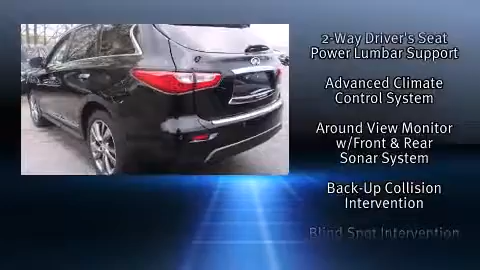 2-Way Driver's Seat
Power Lumbar Support
Advanced Climate
Control System
Around View Monitor
w/Front & Rear
Sonar System
Back-Up Collision
Intervention
Blind Spot Intervention